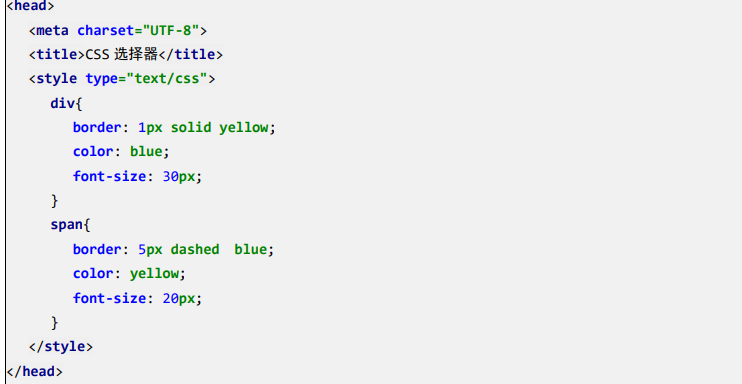 <head>
<meta charset="UTF-8">
<title>CSS 选择器</title>
<style type="text/css">
div{
border: 1px solid yellow;
color: blue;
font-size: 30px;
}
span{
border: 5px dashed  blue;
color: yellow;
font-size: 20px;
}
</style>
</head>